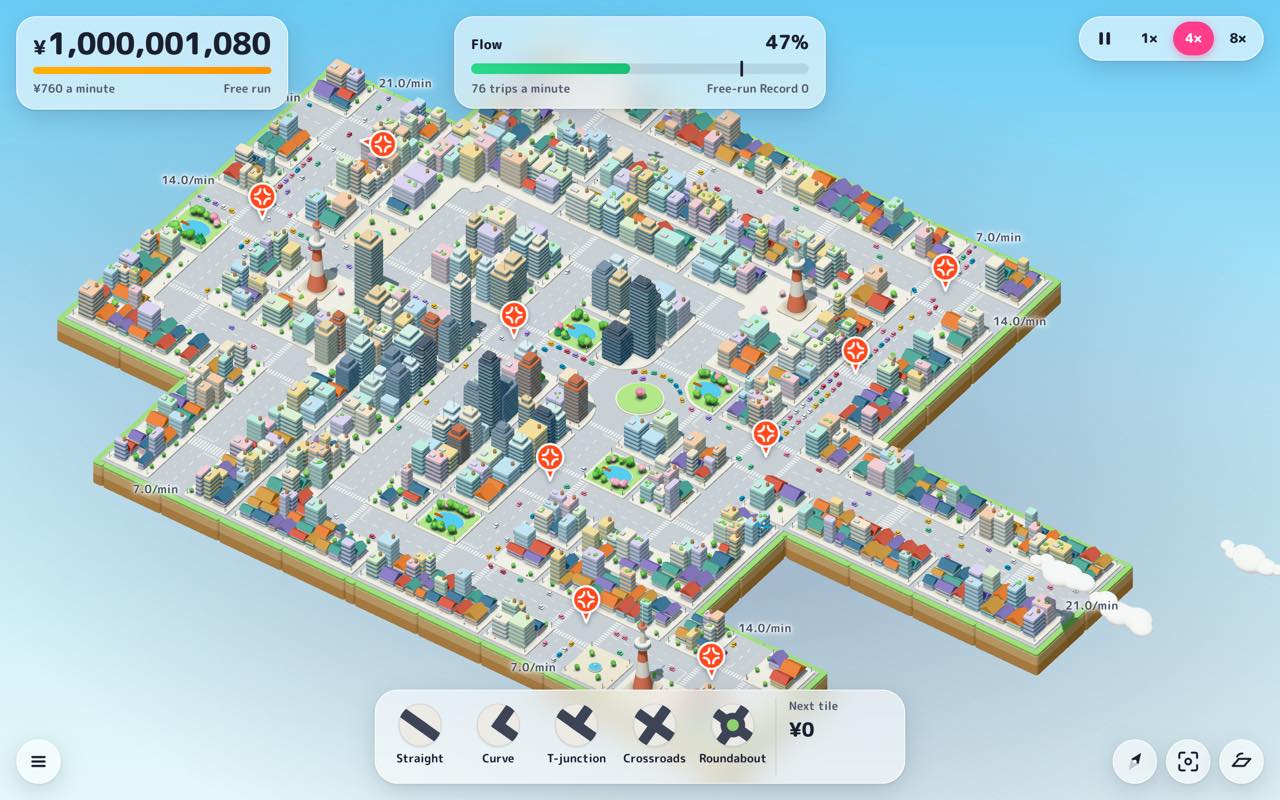 ¥1,000,001,080
¥760 a minute
Free run
Flow
47%
76 trips a minute
Free-run Record 0
1×
4×
8×
21.0/min
14.0/min
7.0/min
14.0/min
7.0/min
21.0/min
14.0/min
7.0/min
Straight
Curve
T-junction
Crossroads
Roundabout
Next tile
¥0